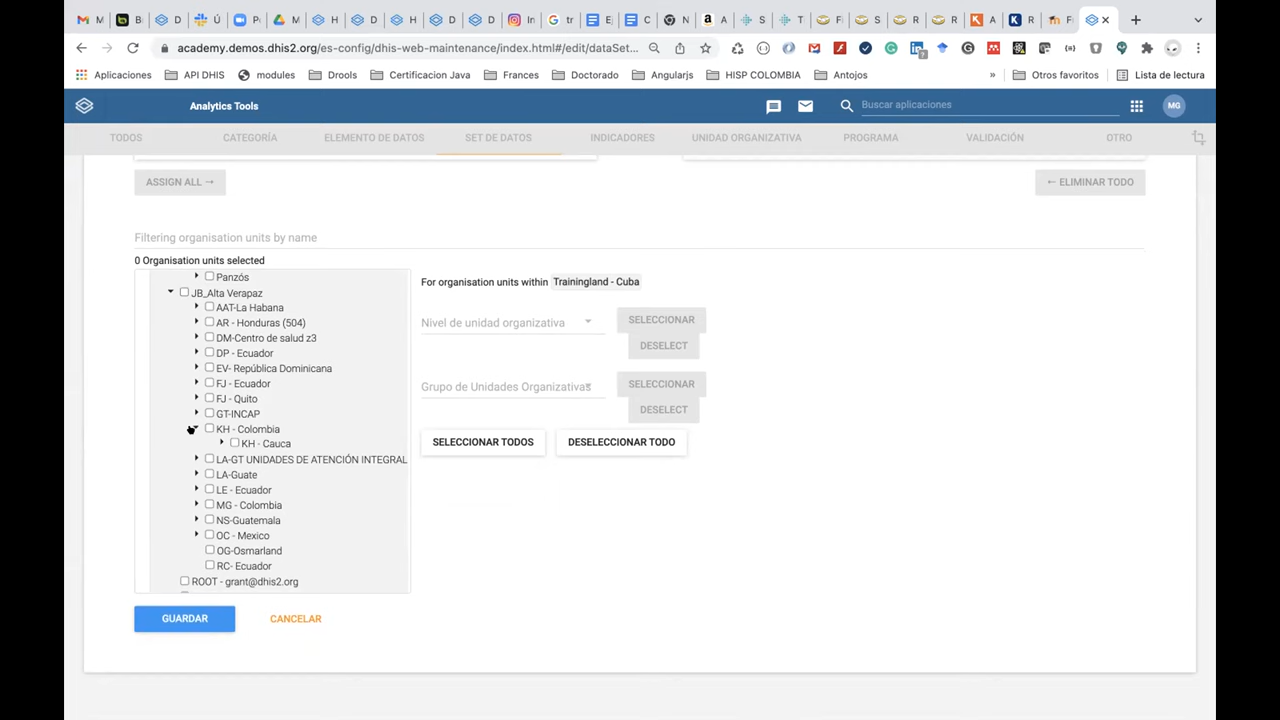 M
B
D
Ú
P
M
H
D
H
D
D
In
tr
E
C
N
A
S
T
F
S
R
R
A
R
Fi
academy.demos.dhis2.org/es-config/dhis-web-maintenance/index.html#/edit/dataSet...
Aplicaciones
API DHIS
modules
Drools
Certificacion Java
Frances
Doctorado
Angularjs
HISP COLOMBIA
Antojos
»
Otros favoritos
Lista de lectura
Analytics Tools
Buscar aplicaciones
MG
TODOS
CATEGORÍA
ELEMENTO DE DATOS
SET DE DATOS
INDICADORES
UNIDAD ORGANIZATIVA
PROGRAMA
VALIDACIÓN
OTRO
ASSIGN ALL →
← ELIMINAR TODO
Filtering organisation units by name
0 Organisation units selected
Panzós
JB_Alta Verapaz
AAT-La Habana
AR - Honduras (504)
DM-Centro de salud z3
DP - Ecuador
EV- República Dominicana
FJ - Ecuador
FJ - Quito
GT-INCAP
KH - Colombia
KH - Cauca
LA-GT UNIDADES DE ATENCIÓN INTEGRAL
LA-Guate
LE - Ecuador
MG - Colombia
NS-Guatemala
OC - Mexico
OG-Osmarland
RC- Ecuador
ROOT - grant@dhis2.org
For organisation units within Trainingland - Cuba
Nivel de unidad organizativa
SELECCIONAR
DESELECT
Grupo de Unidades Organizativas
SELECCIONAR
DESELECT
SELECCIONAR TODOS
DESELECCIONAR TODO
GUARDAR
CANCELAR